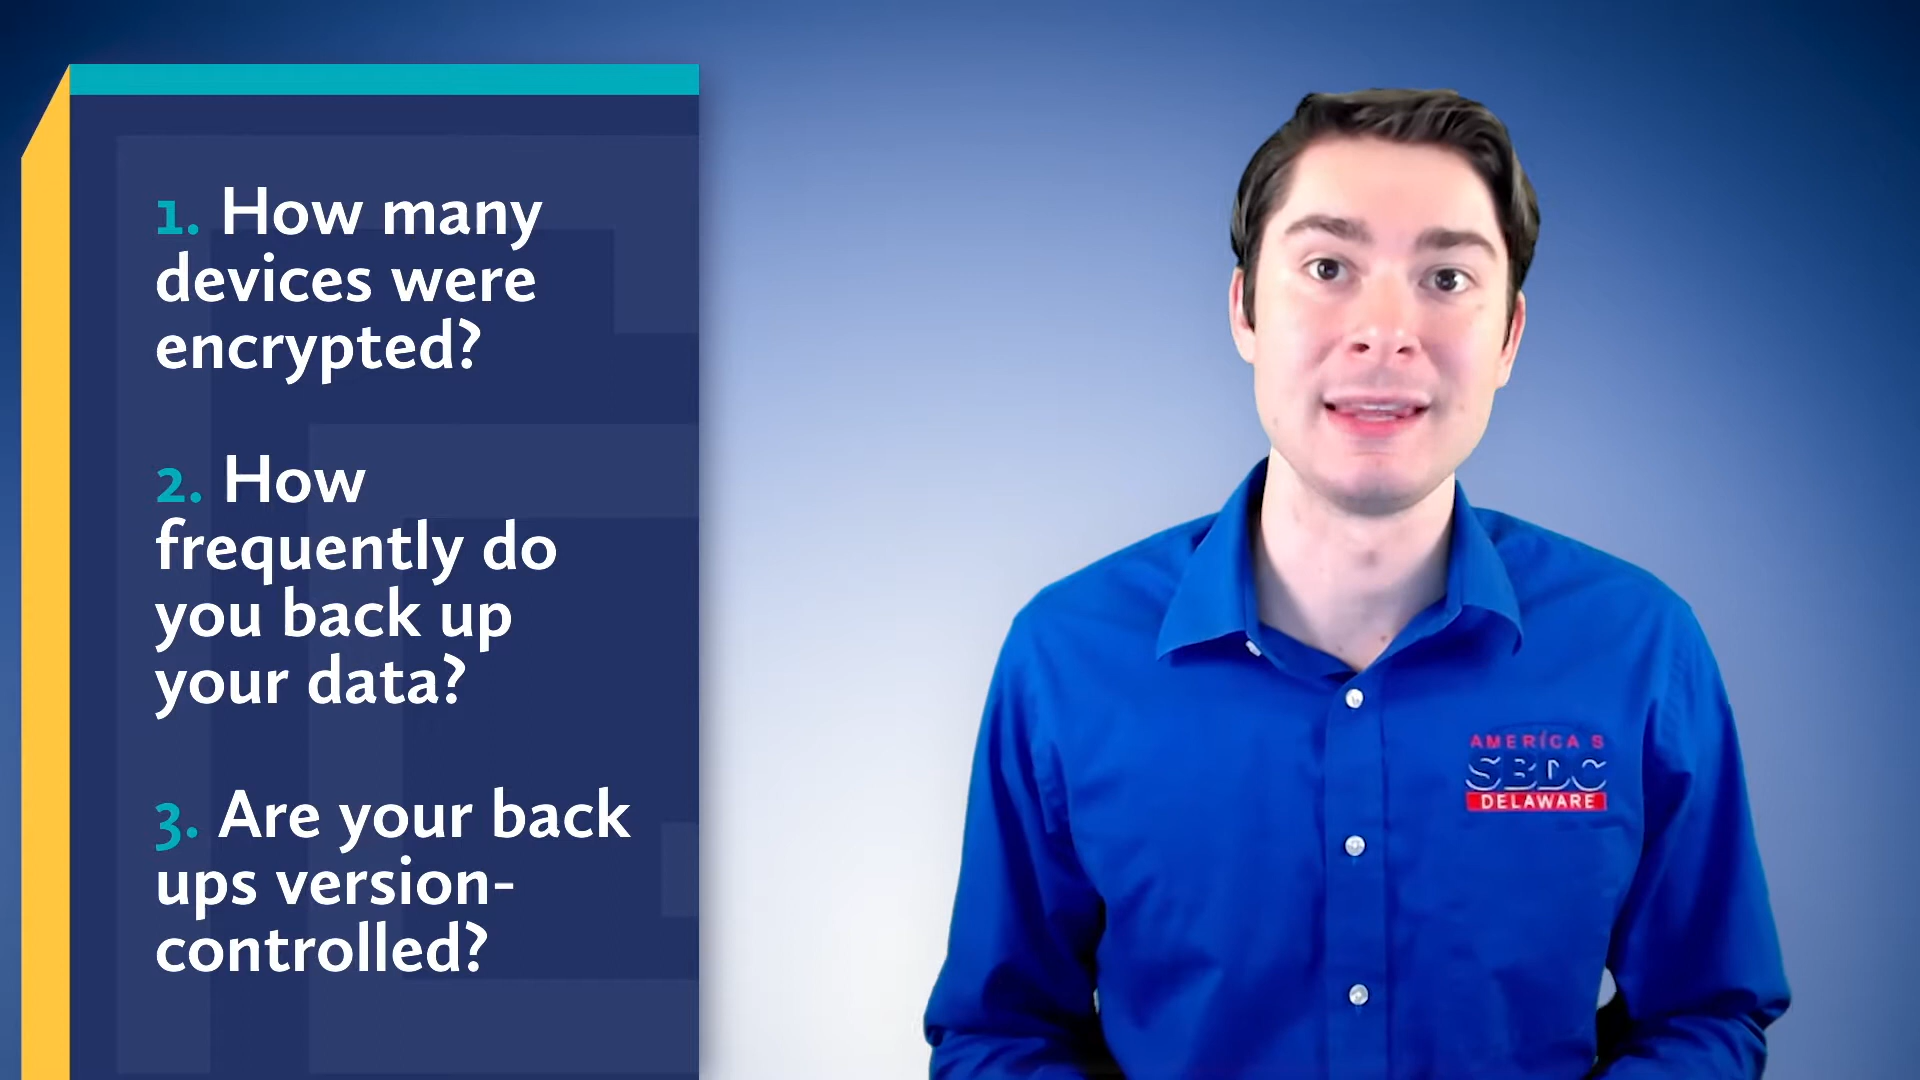 1. How many
devices were
encrypted?
2. How
frequently do
you back up
your data?
3. Are your back
ups version-
controlled?
AMERICA S
SBDC
DELAWARE